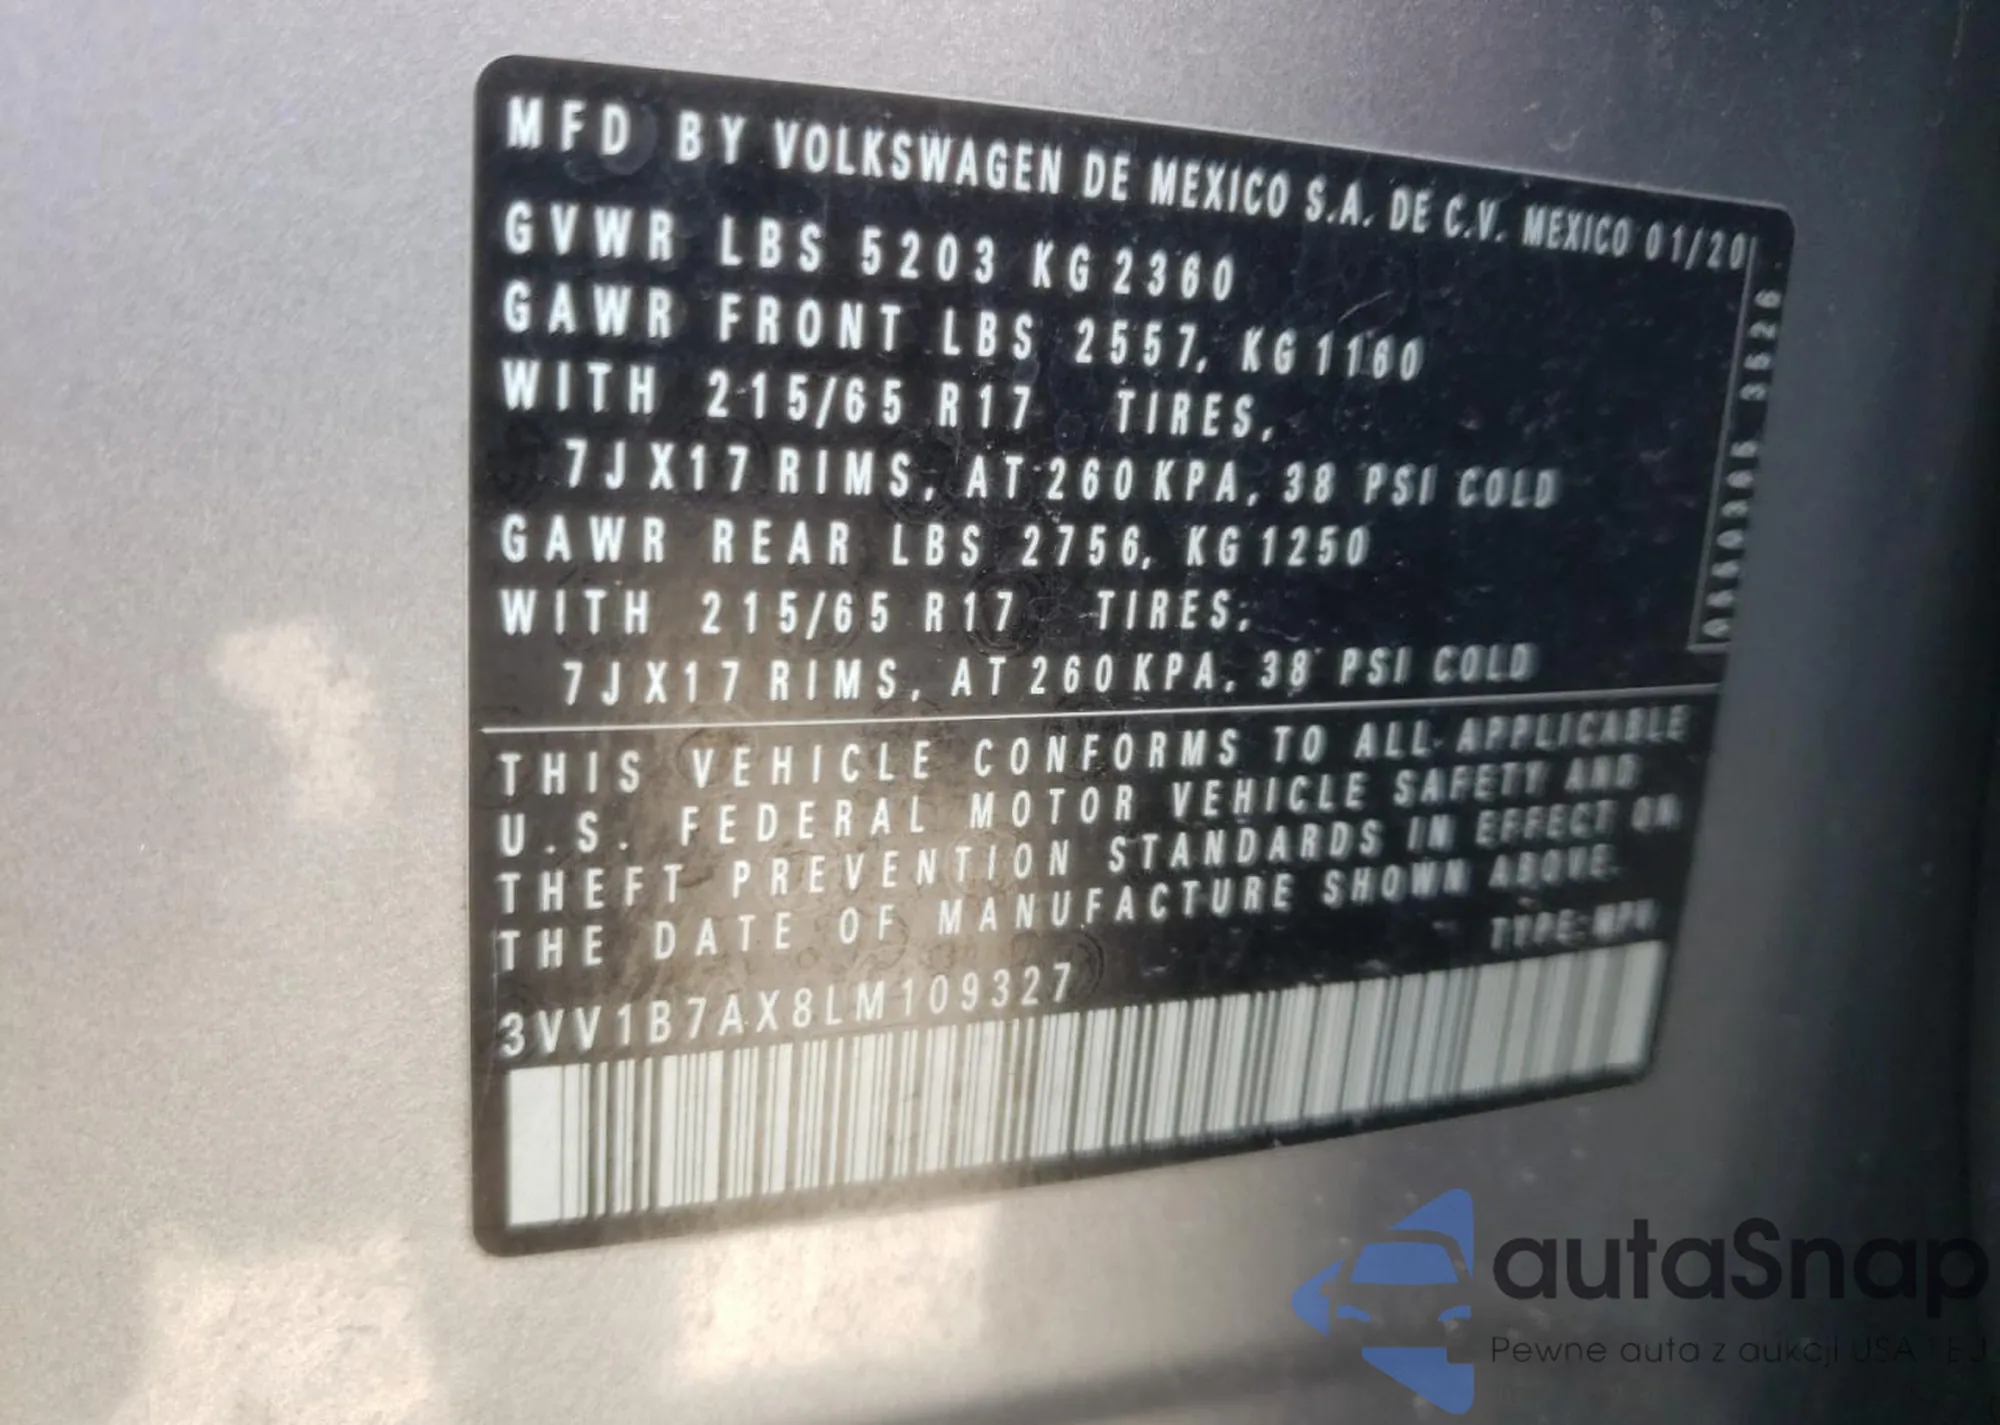 MFD BY VOLKSWAGEN DE MEXICO S.A. DE C.V. MEXICO 01/20
GVWR LBS 5203 KG 2360
GAWR FRONT LBS 2557, KG 1160
WITH 215/65 R17 TIRES,
7JX17 RIMS, AT 260 KPA, 38 PSI COLD
GAWR REAR LBS 2756, KG 1250
WITH 215/65 R17 TIRES,
7JX17 RIMS, AT 260 KPA, 38 PSI COLD
THIS VEHICLE CONFORMS TO ALL APPLICABLE
U.S. FEDERAL MOTOR VEHICLE SAFETY AND
THEFT PREVENTION STANDARDS IN EFFECT ON
THE DATE OF MANUFACTURE SHOWN ABOVE.
TYPE: MPV
3VV1B7AX8LM109327
autaSnap
Pewne auta z aukcji USA i EJ